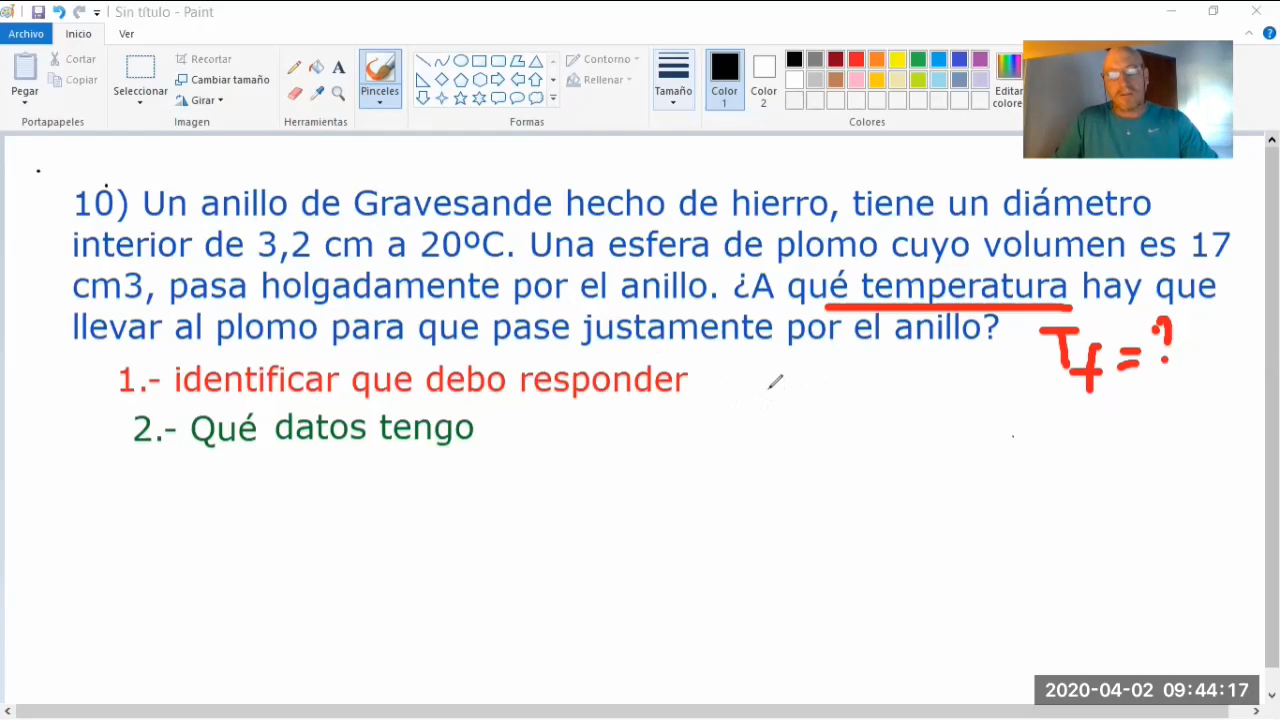 Sin título - Paint
Archivo
Inicio
Ver
Pegar
Cortar
Copiar
Portapapeles
Seleccionar
Recortar
Cambiar tamaño
Girar
Imagen
A
Herramientas
Pinceles
Contorno
Rellenar
Formas
Tamaño
Color 1
Color 2
Editar
colore
Colores
10) Un anillo de Gravesande hecho de hierro, tiene un diámetro
interior de 3,2 cm a 20ºC. Una esfera de plomo cuyo volumen es 17
cm3, pasa holgadamente por el anillo. ¿A qué temperatura hay que
llevar al plomo para que pase justamente por el anillo?
Tf = ?
1.- identificar que debo responder
2.- Qué datos tengo
2020-04-02 09:44:17